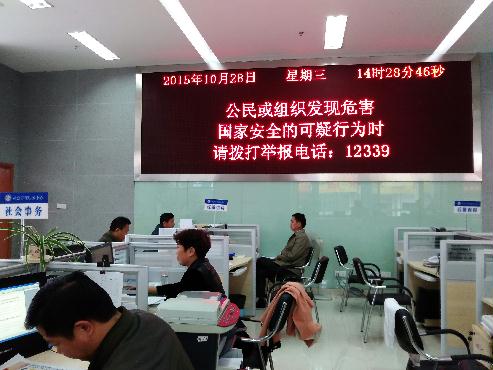 2015年10月28日 星期三 14时28分46秒
公民或组织发现危害
国家安全的可疑行为时
请拨打举报电话：12339
社会事务